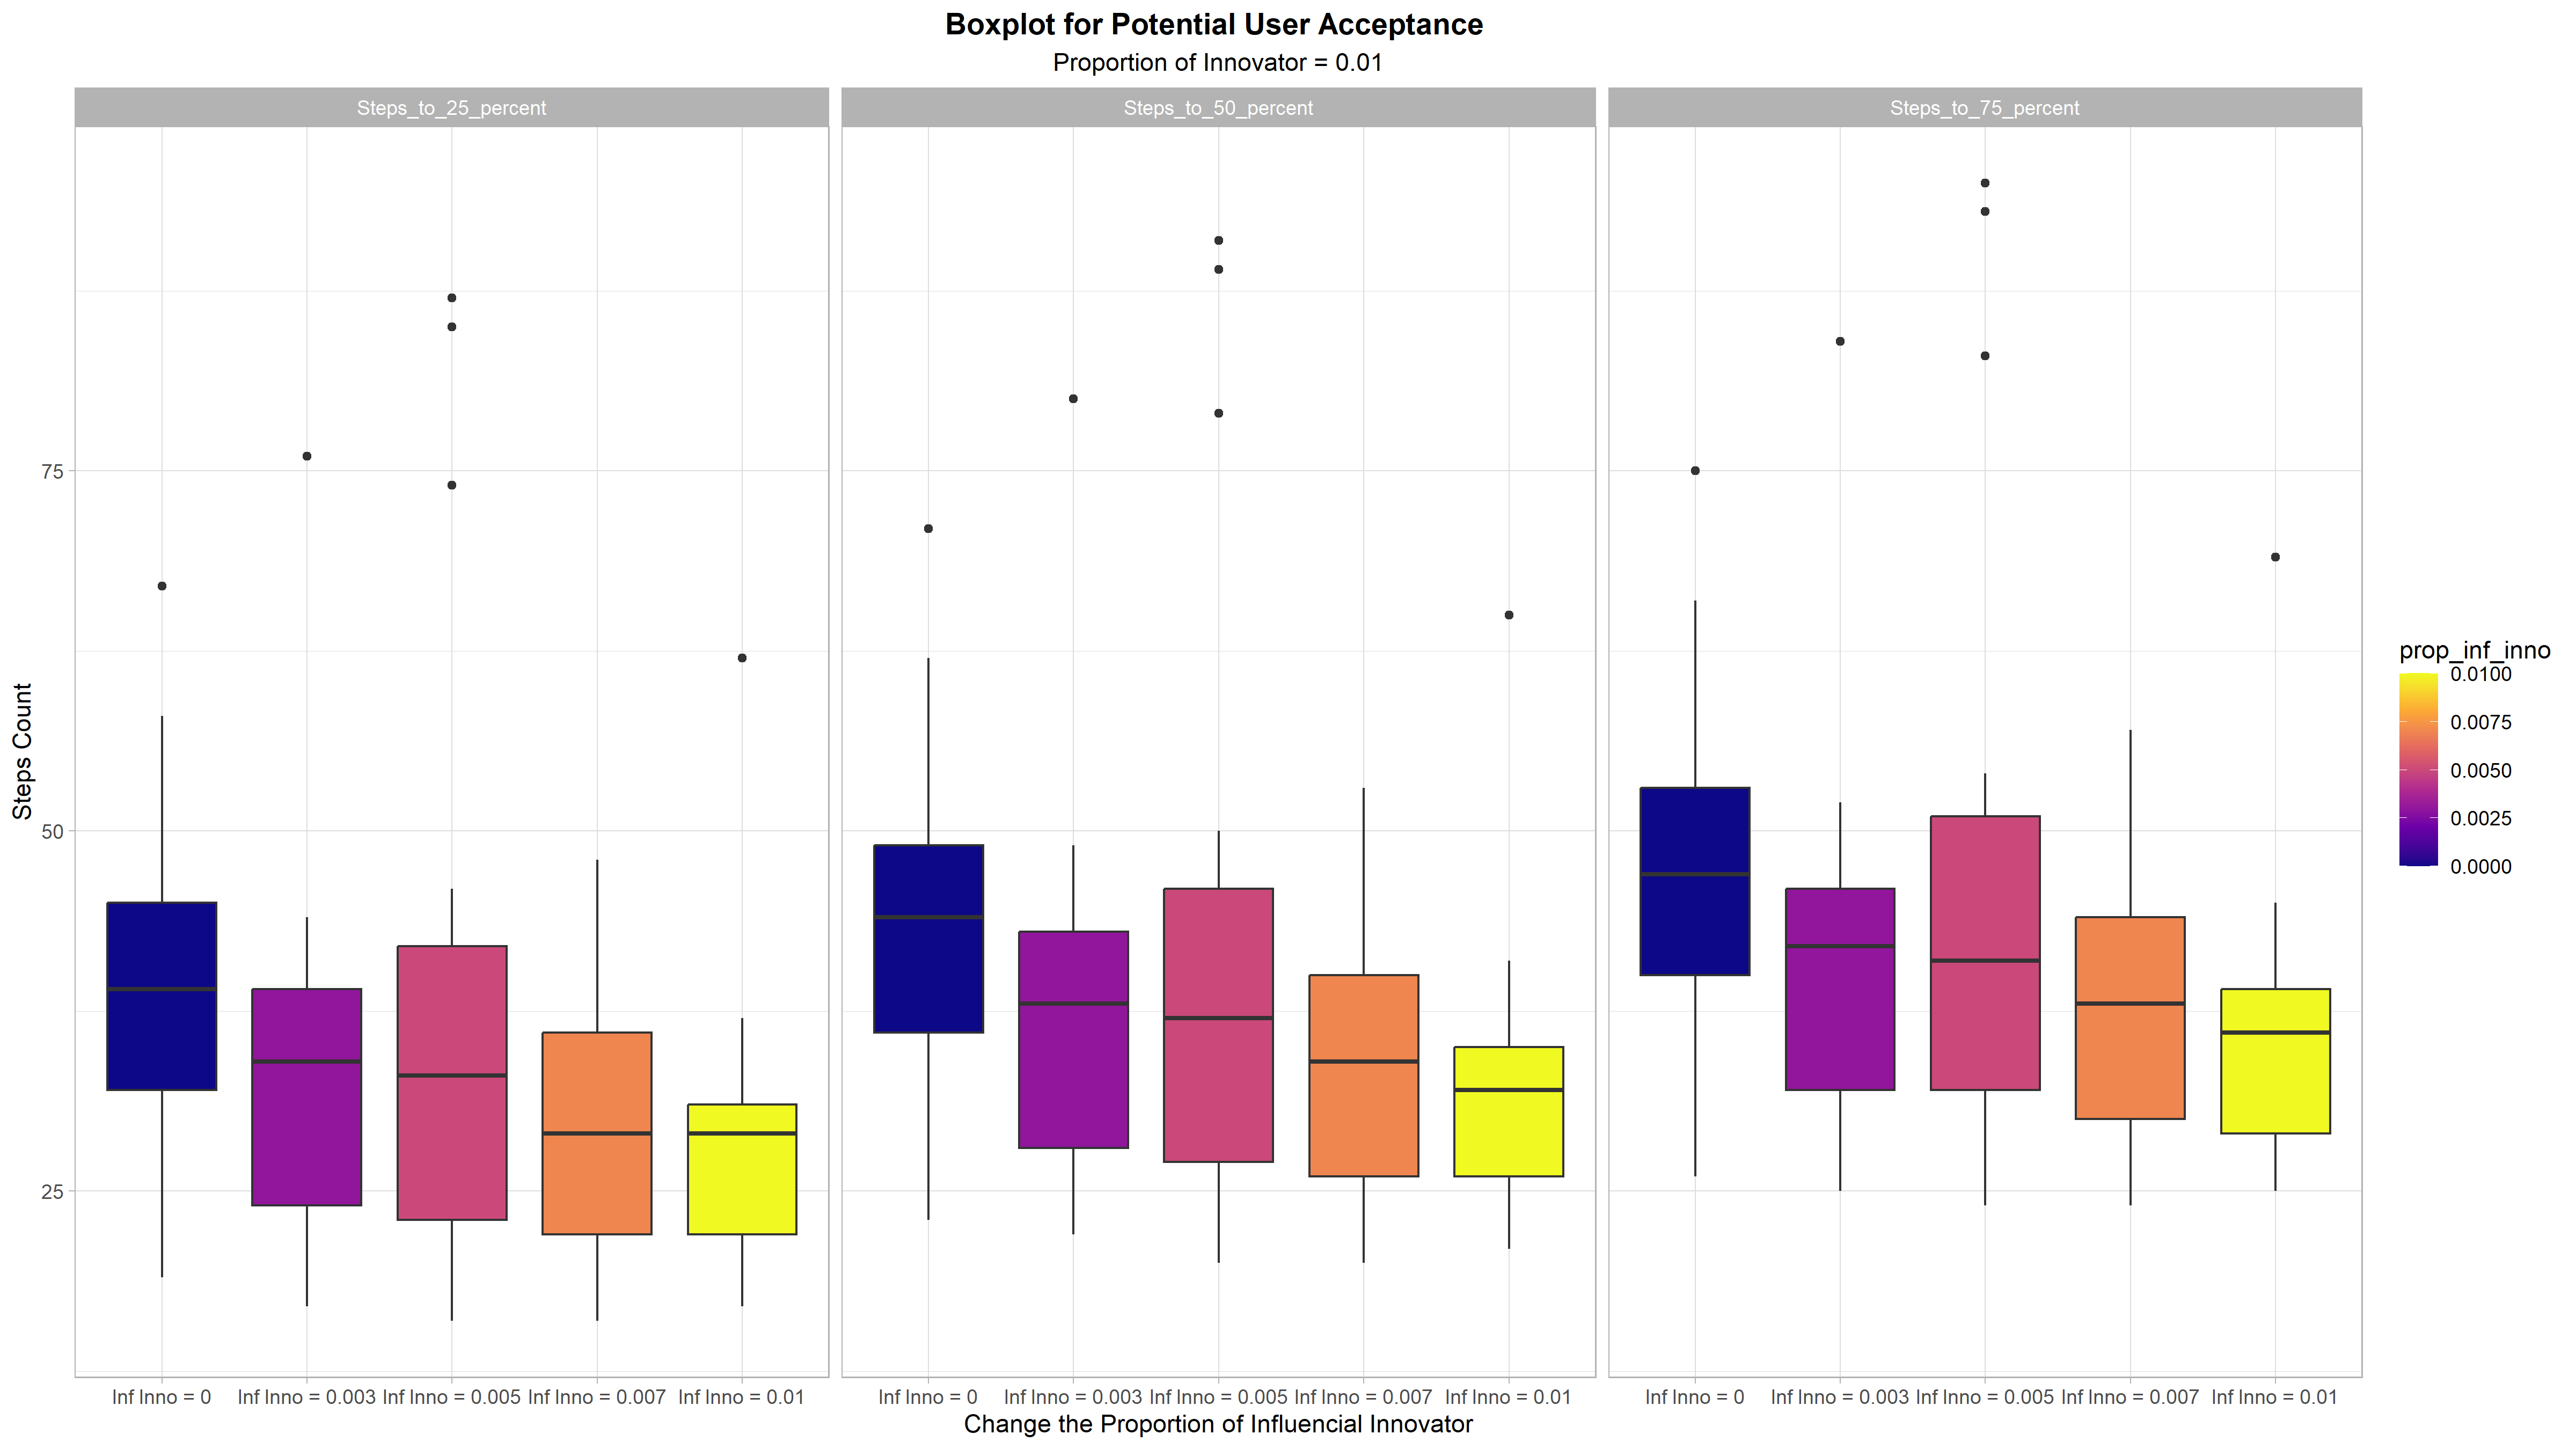 Boxplot for Potential User Acceptance
Proportion of Innovator = 0.01
Steps_to_25_percent
Steps_to_50_percent
Steps_to_75_percent
Steps Count
75
50
25
Inf Inno = 0
Inf Inno = 0.003
Inf Inno = 0.005
Inf Inno = 0.007
Inf Inno = 0.01
Inf Inno = 0
Inf Inno = 0.003
Inf Inno = 0.005
Inf Inno = 0.007
Inf Inno = 0.01
Inf Inno = 0
Inf Inno = 0.003
Inf Inno = 0.005
Inf Inno = 0.007
Inf Inno = 0.01
Change the Proportion of Influencial Innovator
prop_inf_inno
0.0100
0.0075
0.0050
0.0025
0.0000